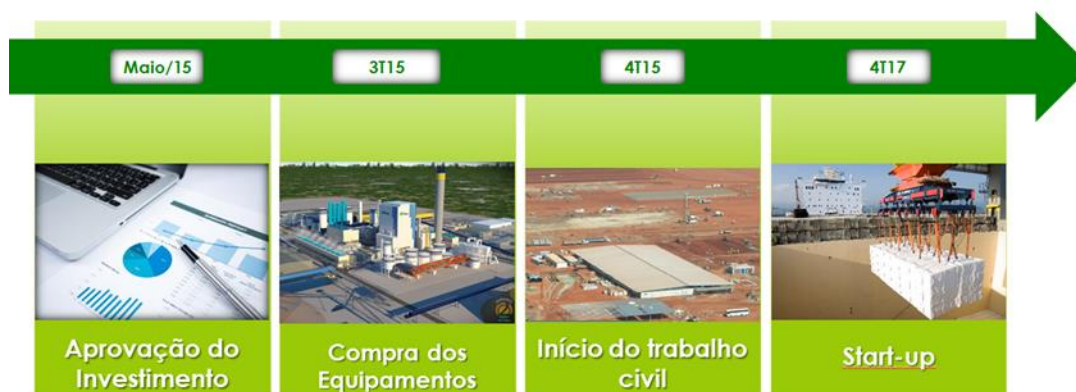 Maio/15
3T15
4T15
4T17
Aprovação do
Investimento
Compra dos
Equipamentos
Início do trabalho
civil
Start-up